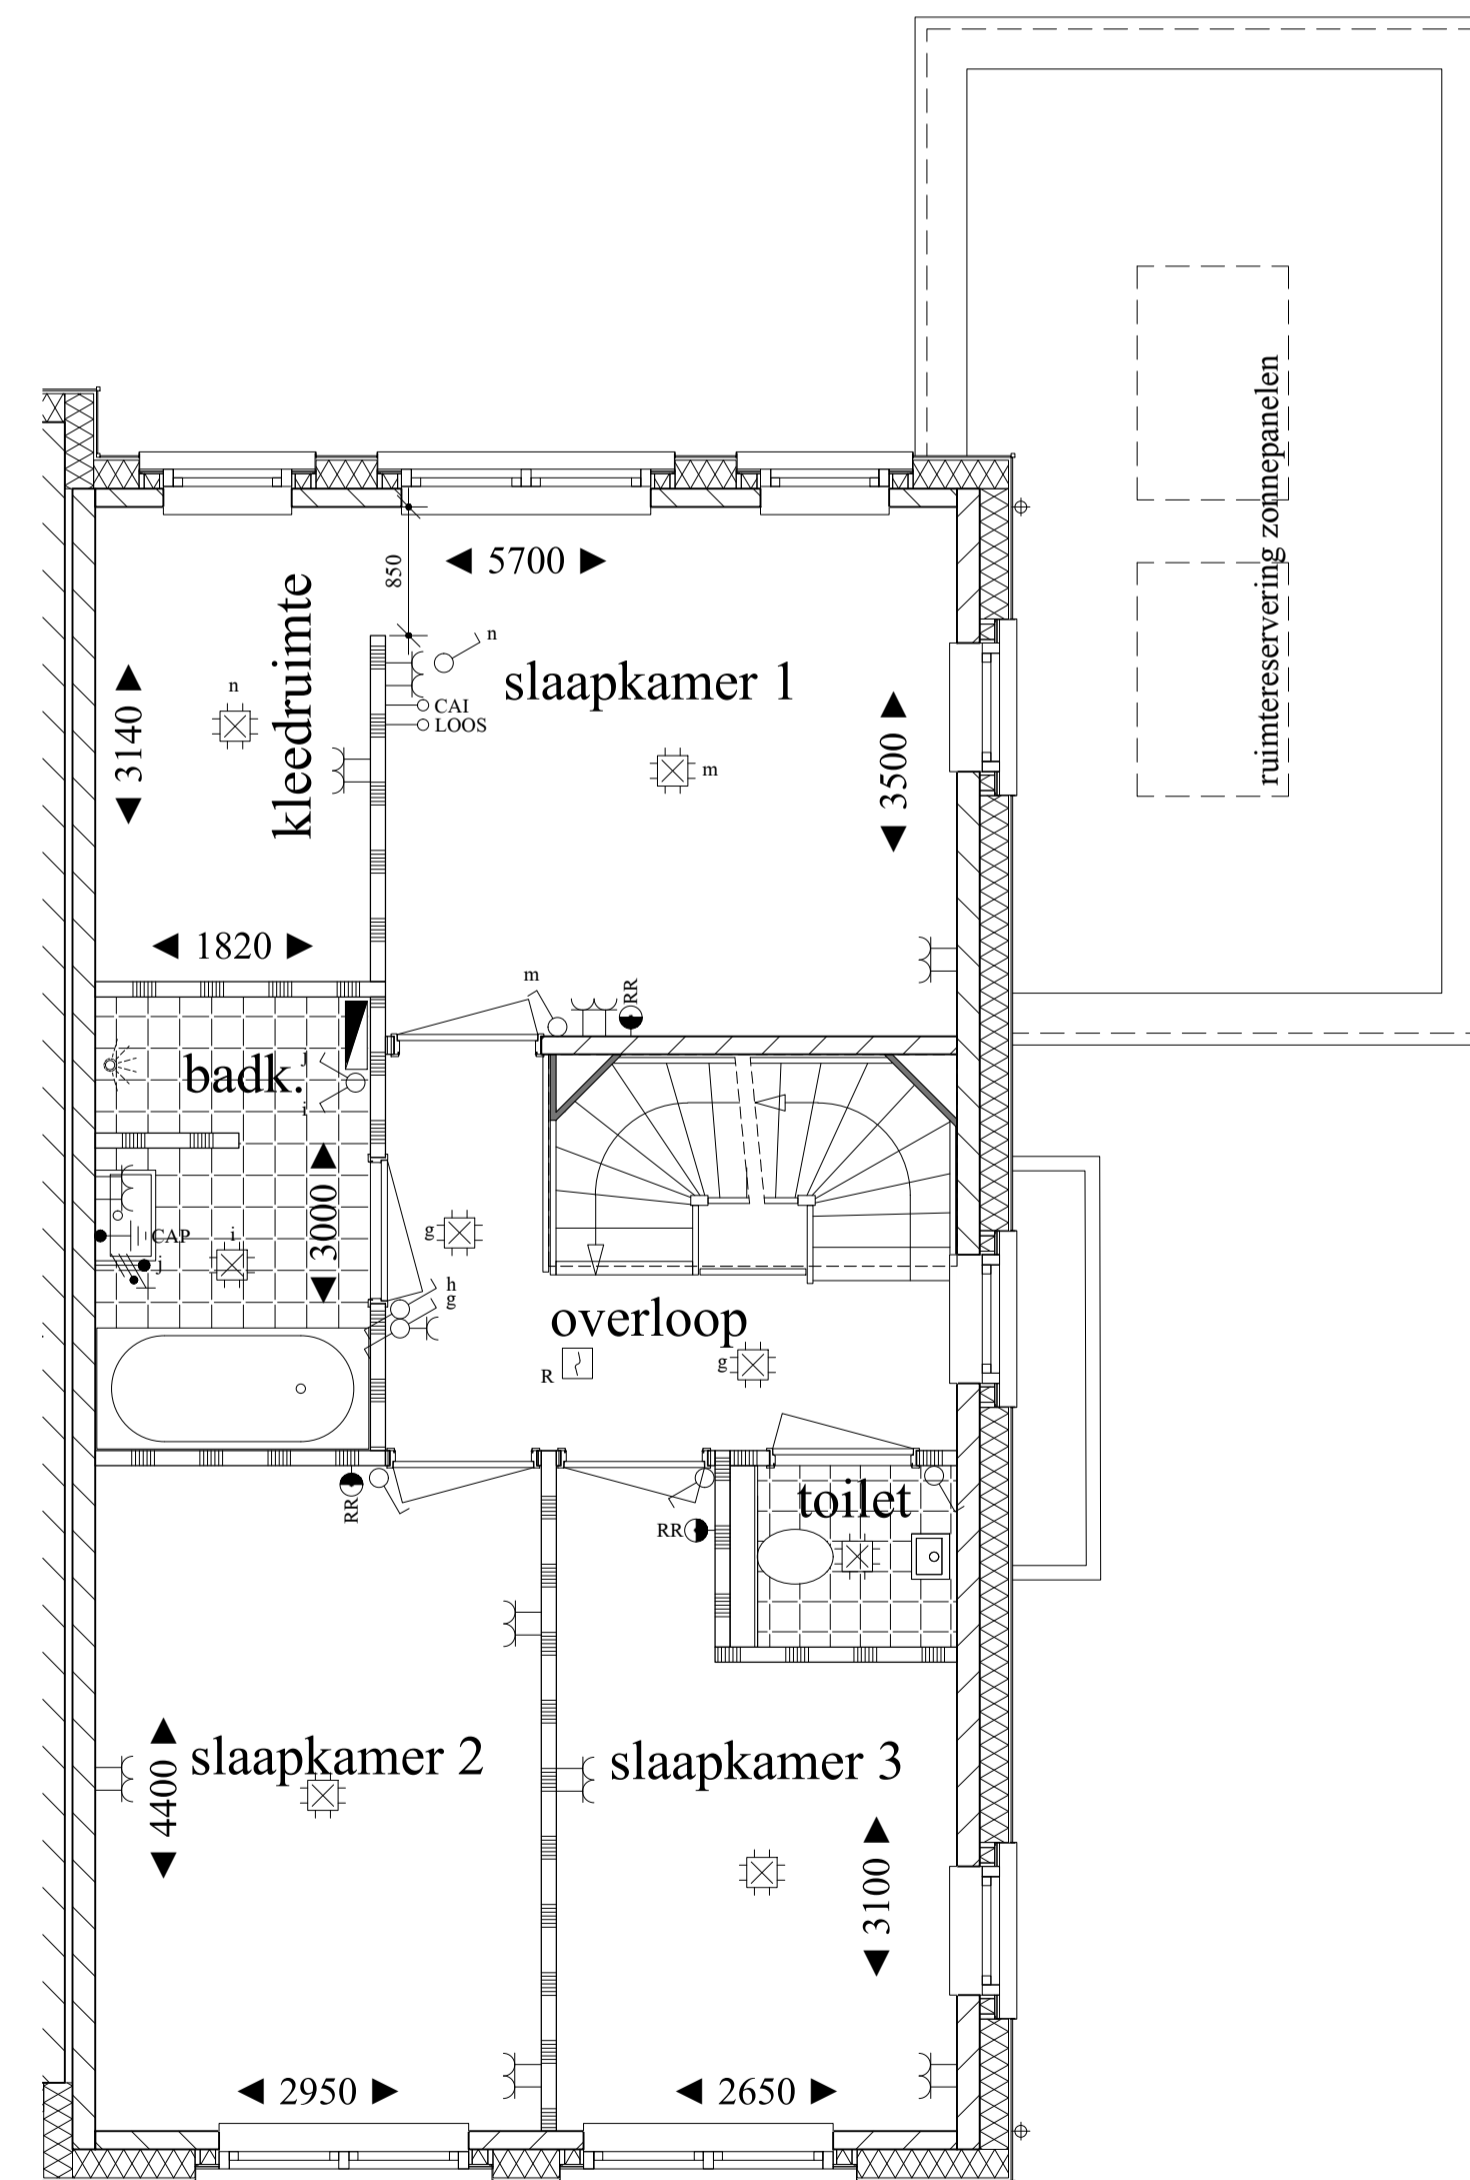 ruimtereservering zonnepanelen
5700
850
kleedruimte
n
n
slaapkamer 1
CAI
LOOS
3140
3500
m
1820
m
RR
badk.
j
i
3000
CAP
i
j
g
h
g
overloop
R
g
RR
toilet
RR
slaapkamer 2
slaapkamer 3
4400
3100
2950
2650